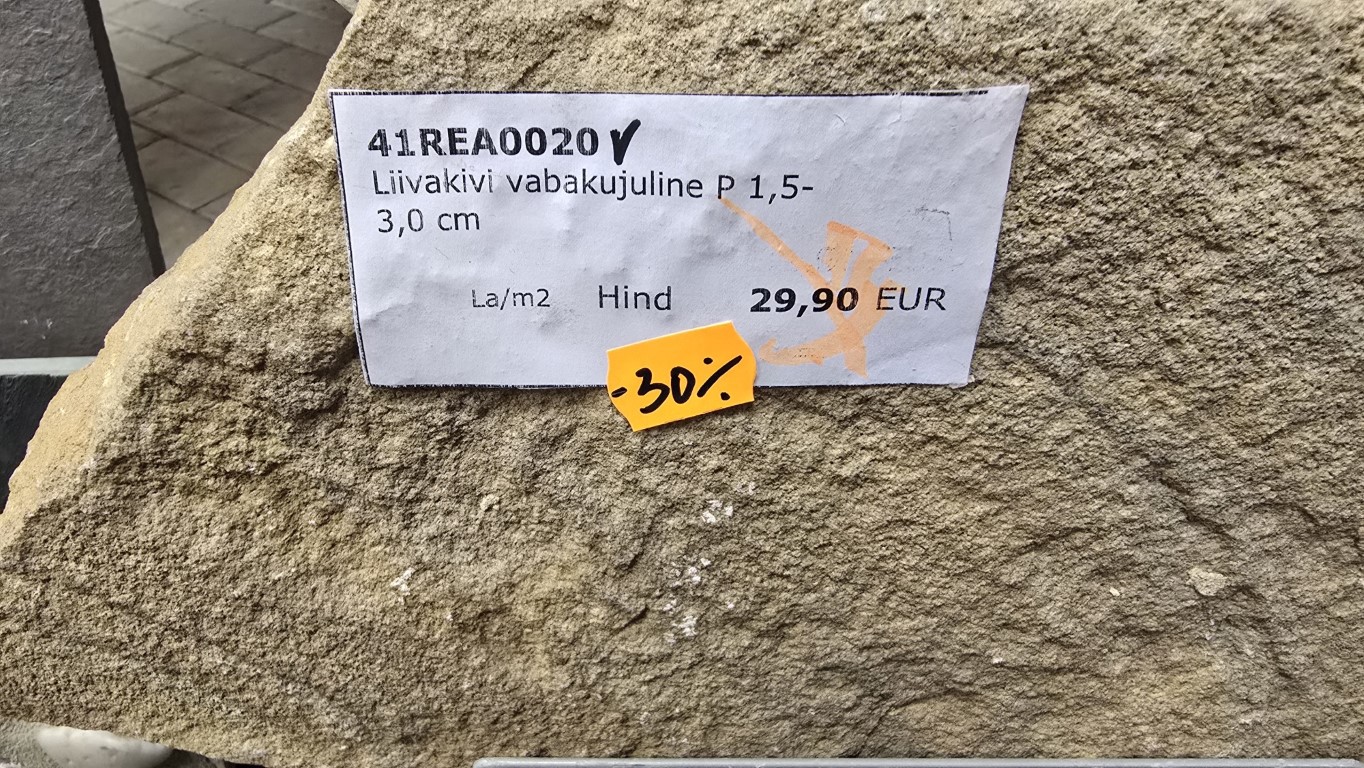 41REA0020
Liivakivi vabakujuline P 1,5-
3,0 cm
La/m2 Hind 29,90 EUR
-30%